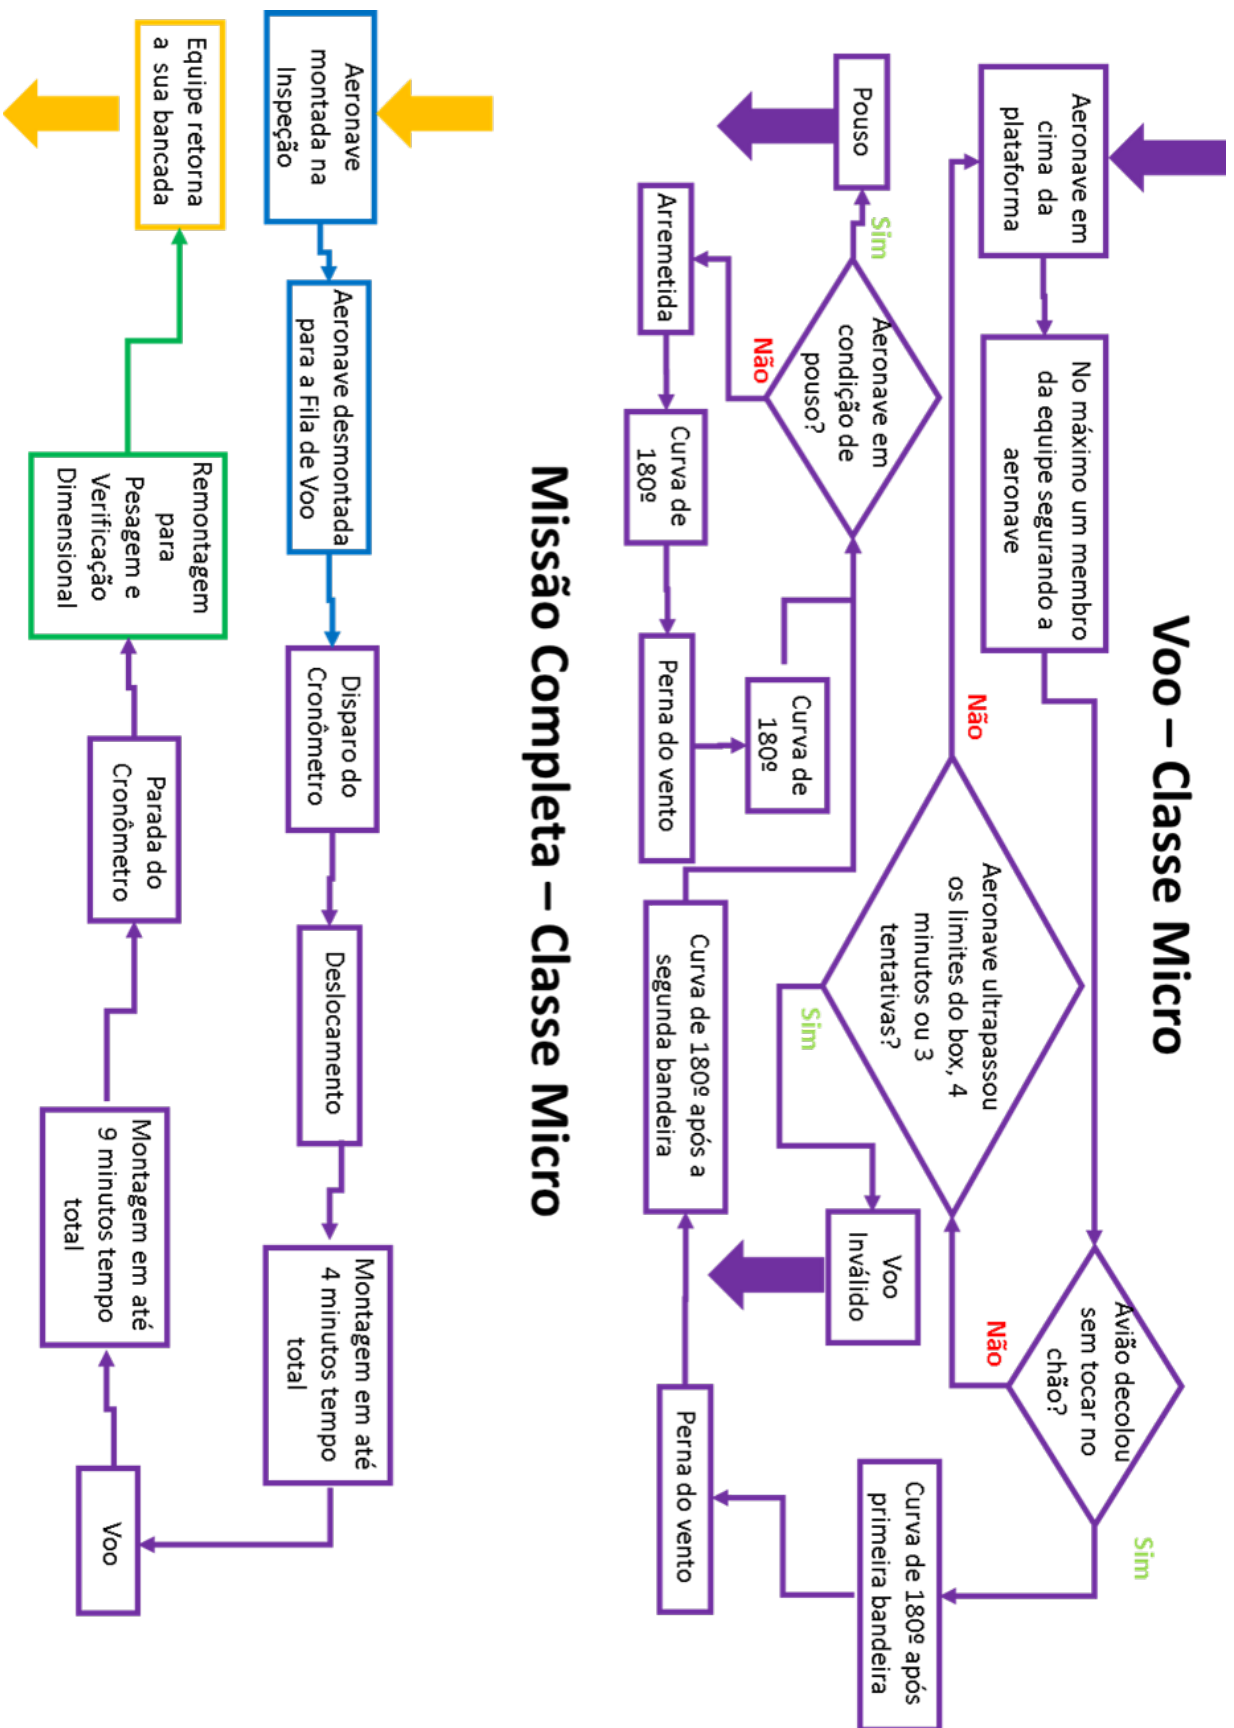 Voo – Classe Micro
Aeronave em
cima da
plataforma
No máximo um membro
da equipe segurando a
aeronave
Avião decolou
sem tocar no
chão?
Sim
Não
Aeronave ultrapassou
os limites do box, 4
minutos ou 3
tentativas?
Não
Sim
Voo
Inválido
Curva de 180º após
primeira bandeira
Perna do vento
Curva de 180º após a
segunda bandeira
Aeronave em
condição de
pouso?
Sim
Não
Pouso
Arremetida
Curva de
180º
Perna do vento
Curva de
180º
Missão Completa – Classe Micro
Aeronave
montada na
Inspeção
Aeronave desmontada
para a Fila de Voo
Disparo do
Cronômetro
Deslocamento
Montagem em até
4 minutos tempo
total
Voo
Montagem em até
9 minutos tempo
total
Parada do
Cronômetro
Remontagem
para
Pesagem e
Verificação
Dimensional
Equipe retorna
a sua bancada